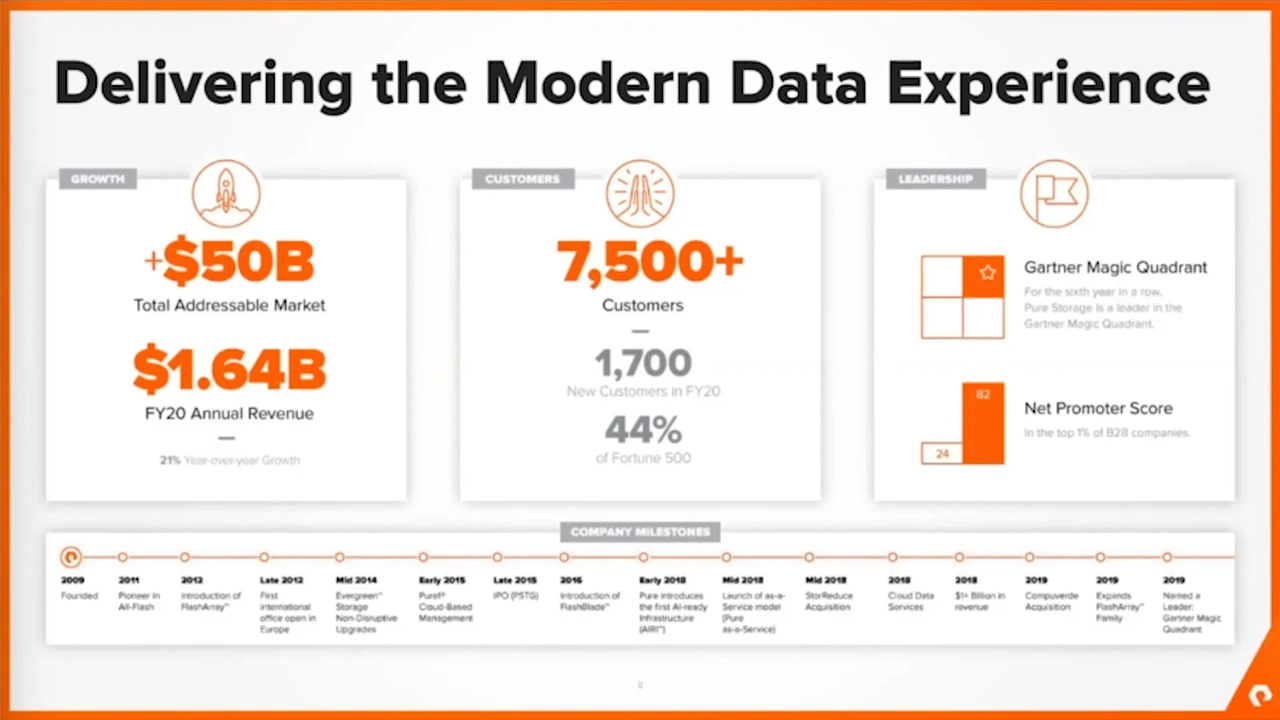 Delivering the Modern Data Experience
GROWTH
+$50B
Total Addressable Market
$1.64B
FY20 Annual Revenue
21% Year-over-year Growth
CUSTOMERS
7,500+
Customers
1,700
New Customers in FY20
44%
of Fortune 500
LEADERSHIP
Gartner Magic Quadrant
For the sixth year in a row,
Pure Storage is a leader in the
Gartner Magic Quadrant.
82
24
Net Promoter Score
In the top 1% of B2B companies.
COMPANY MILESTONES
2009
Founded
2011
Pioneer in
All-Flash
2012
Introduction of
FlashArray™
Late 2012
First
international
office open in
Europe
Mid 2014
Evergreen™
Storage
Non-Disruptive
Upgrades
Early 2015
Pure1®
Cloud-Based
Management
Late 2015
IPO (PSTG)
2016
Introduction of
FlashBlade™
Early 2018
Pure introduces
the first AI-ready
Infrastructure
(AIRI™)
Mid 2018
Launch of as-a-
Service model
(Pure
as-a-Service)
Mid 2018
StorReduce
Acquisition
2018
Cloud Data
Services
2018
$1+ Billion in
revenue
2019
Compuverde
Acquisition
2019
Expands
FlashArray™
Family
2019
Named a
Leader:
Gartner Magic
Quadrant